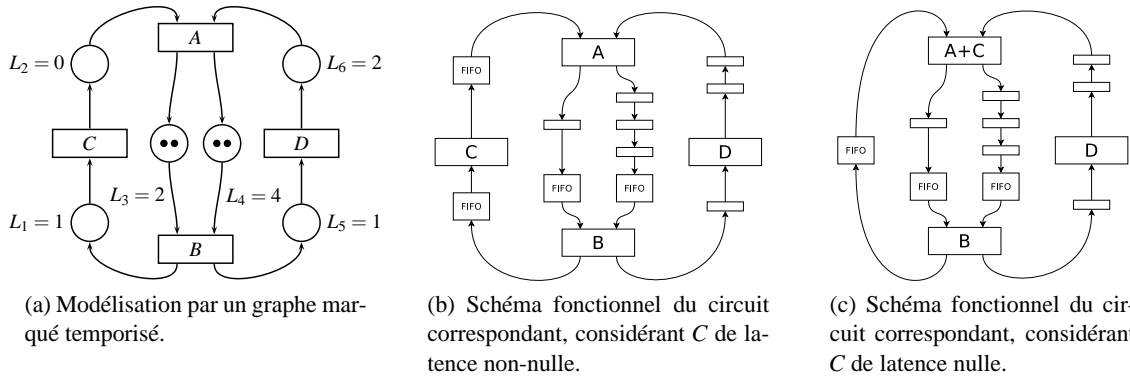 A
L2 = 0
L6 = 2
C
D
L3 = 2
L4 = 4
L1 = 1
L5 = 1
B
(a) Modélisation par un graphe mar-
qué temporisé.
A
FIFO
C
D
FIFO
FIFO
FIFO
B
(b) Schéma fonctionnel du circuit
correspondant, considérant C de la-
tence non-nulle.
A+C
FIFO
D
FIFO
FIFO
B
(c) Schéma fonctionnel du cir-
cuit correspondant, considérant
C de latence nulle.